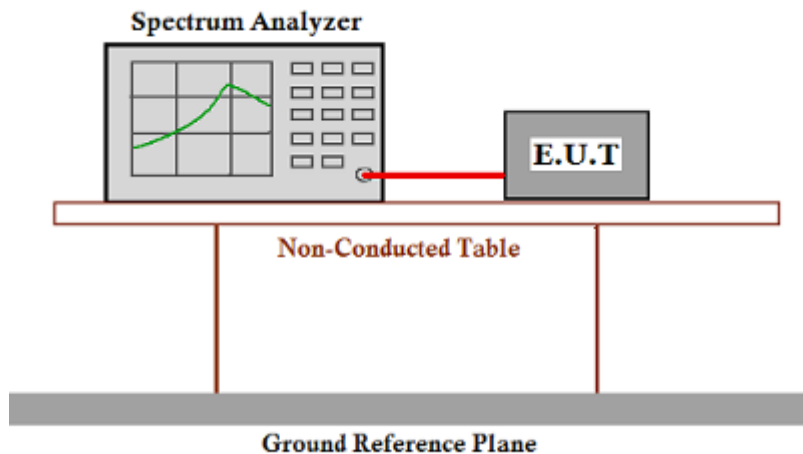 Spectrum Analyzer
E.U.T
Non-Conducted Table
Ground Reference Plane